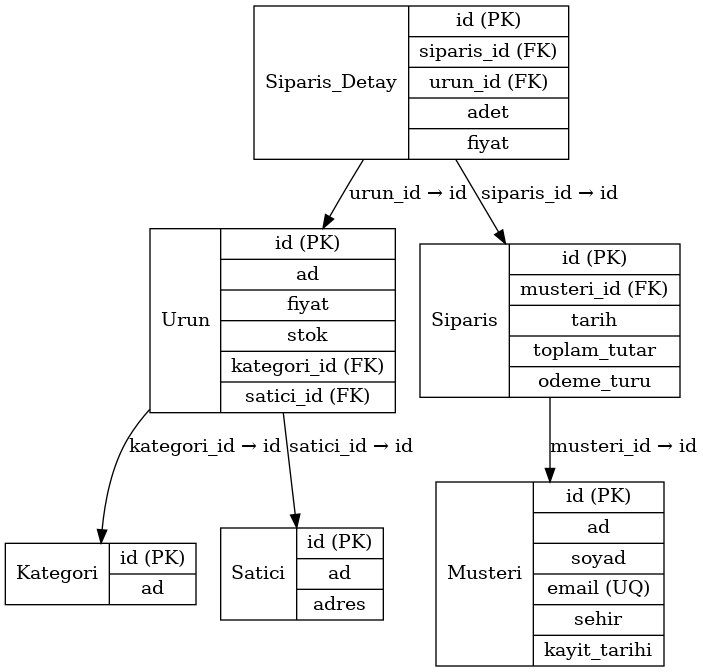 Siparis_Detay
id (PK)
siparis_id (FK)
urun_id (FK)
adet
fiyat
urun_id → id
siparis_id → id
Urun
id (PK)
ad
fiyat
stok
kategori_id (FK)
satici_id (FK)
Siparis
id (PK)
musteri_id (FK)
tarih
toplam_tutar
odeme_turu
kategori_id → id
satici_id → id
musteri_id → id
Kategori
id (PK)
ad
Satici
id (PK)
ad
adres
Musteri
id (PK)
ad
soyad
email (UQ)
sehir
kayit_tarihi